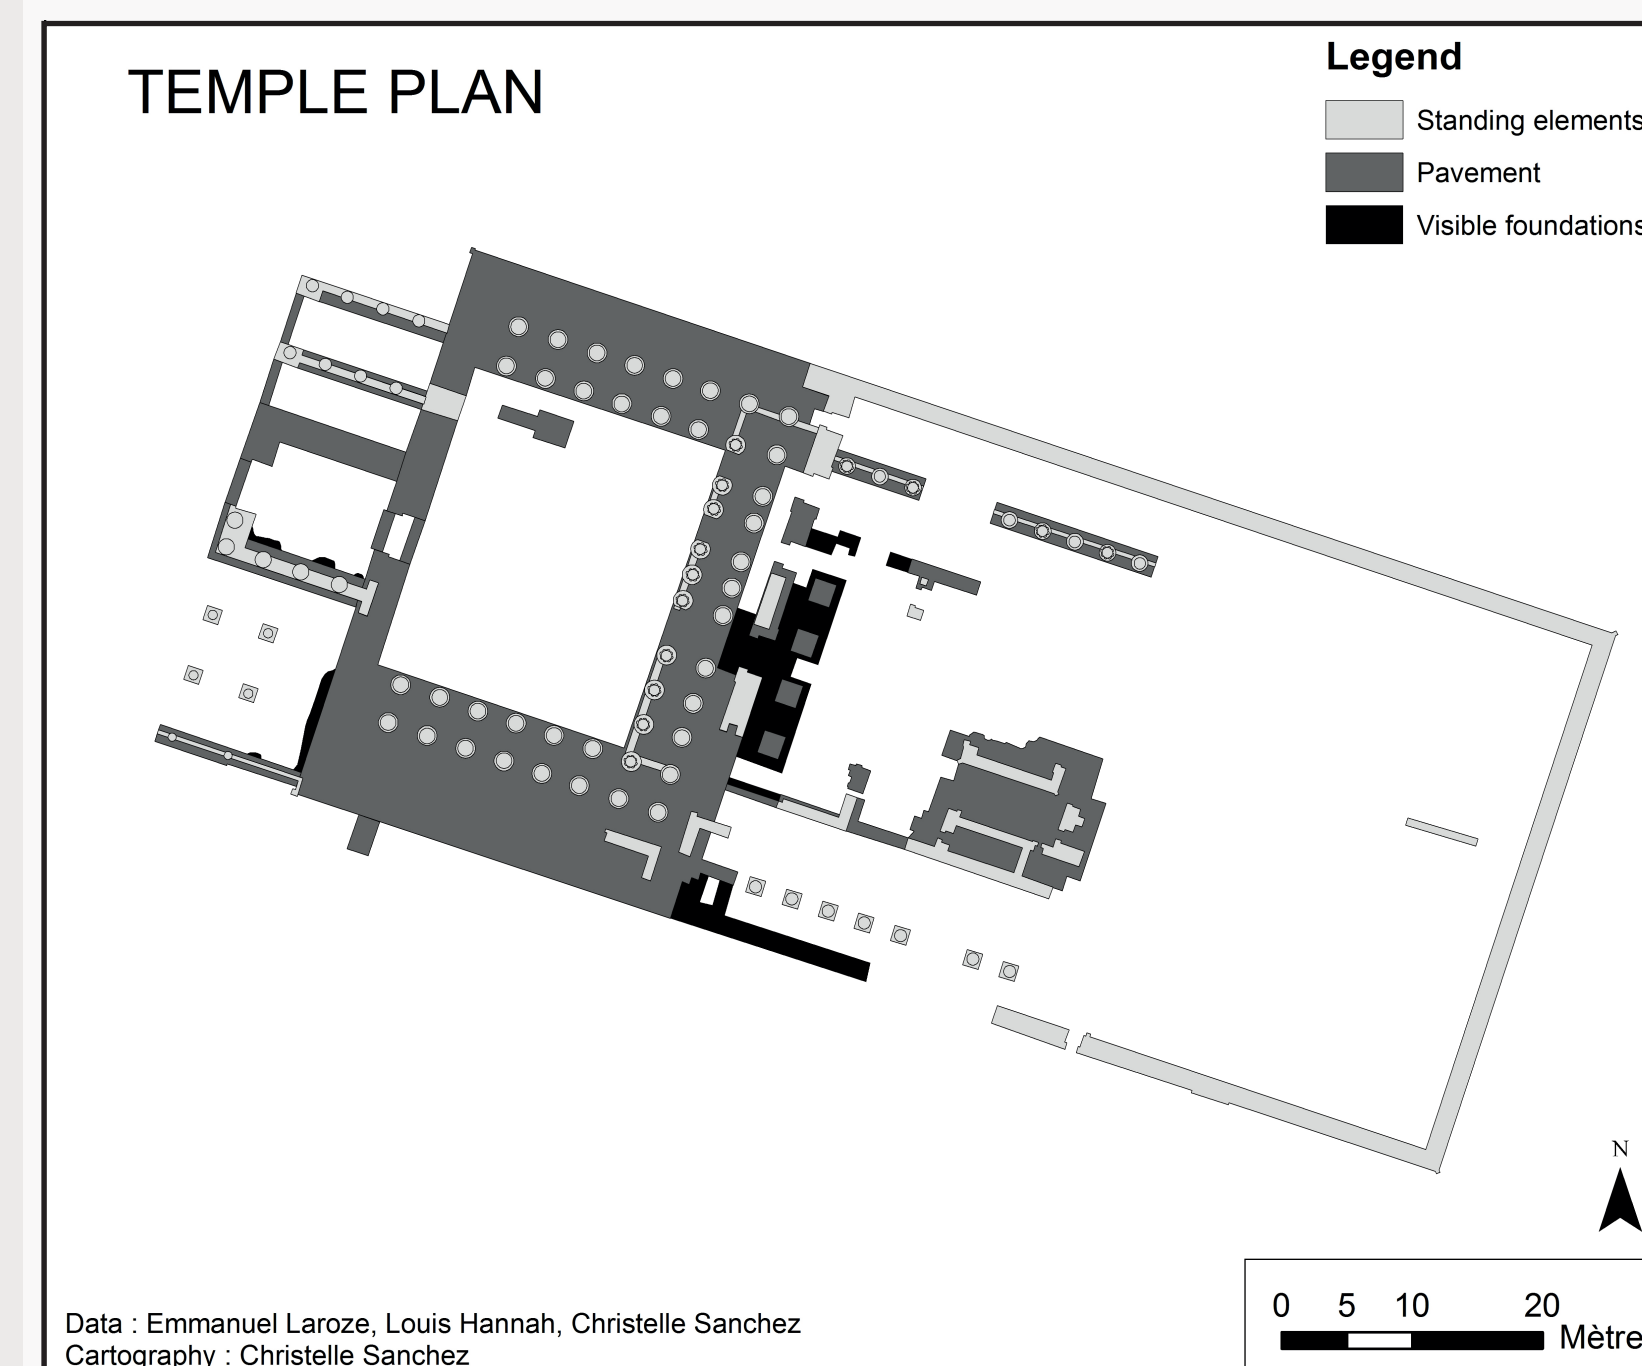 TEMPLE PLAN
Legend
Standing elements
Pavement
Visible foundations
N
0 5 10 20
Mètre
Data : Emmanuel Laroze, Louis Hannah, Christelle Sanchez
Cartography : Christelle Sanchez